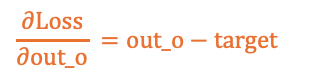 ∂Loss
∂out_o
= out_o − target